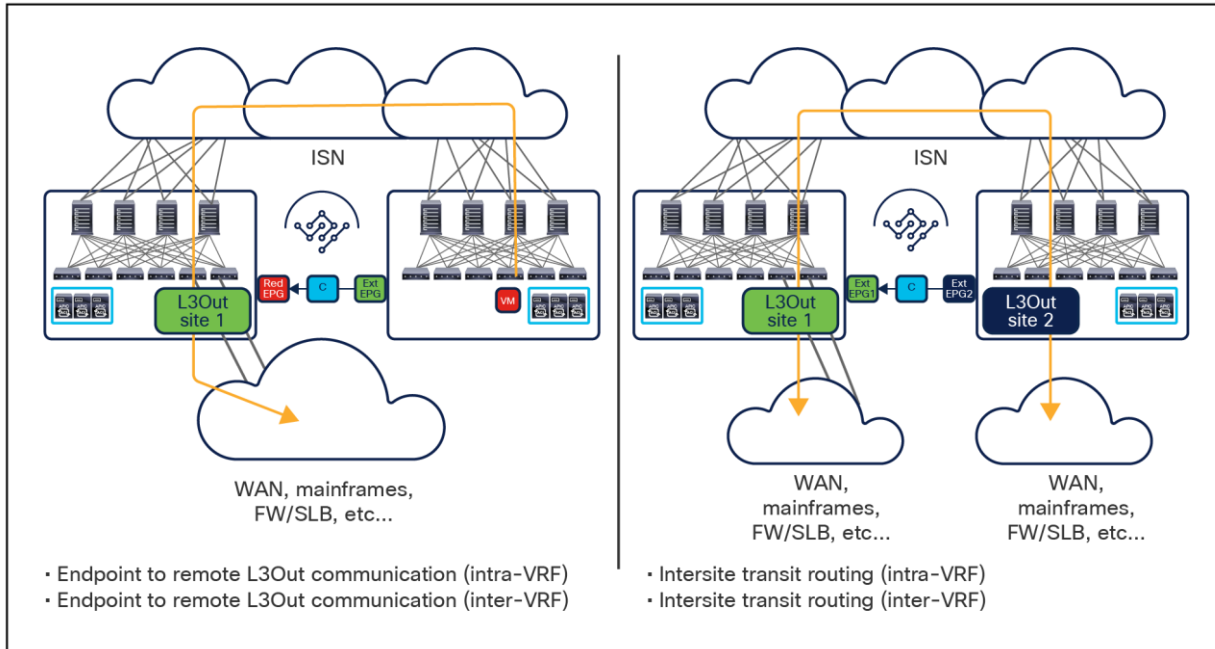 ISN
Red
EPG
C
Ext
EPG
L3Out
site 1
VM
WAN, mainframes,
FW/SLB, etc...
· Endpoint to remote L3Out communication (intra-VRF)
· Endpoint to remote L3Out communication (inter-VRF)
ISN
Ext
EPG1
C
Ext
EPG2
L3Out
site 1
L3Out
site 2
WAN,
mainframes,
FW/SLB, etc...
WAN,
mainframes,
FW/SLB, etc...
· Intersite transit routing (intra-VRF)
· Intersite transit routing (inter-VRF)